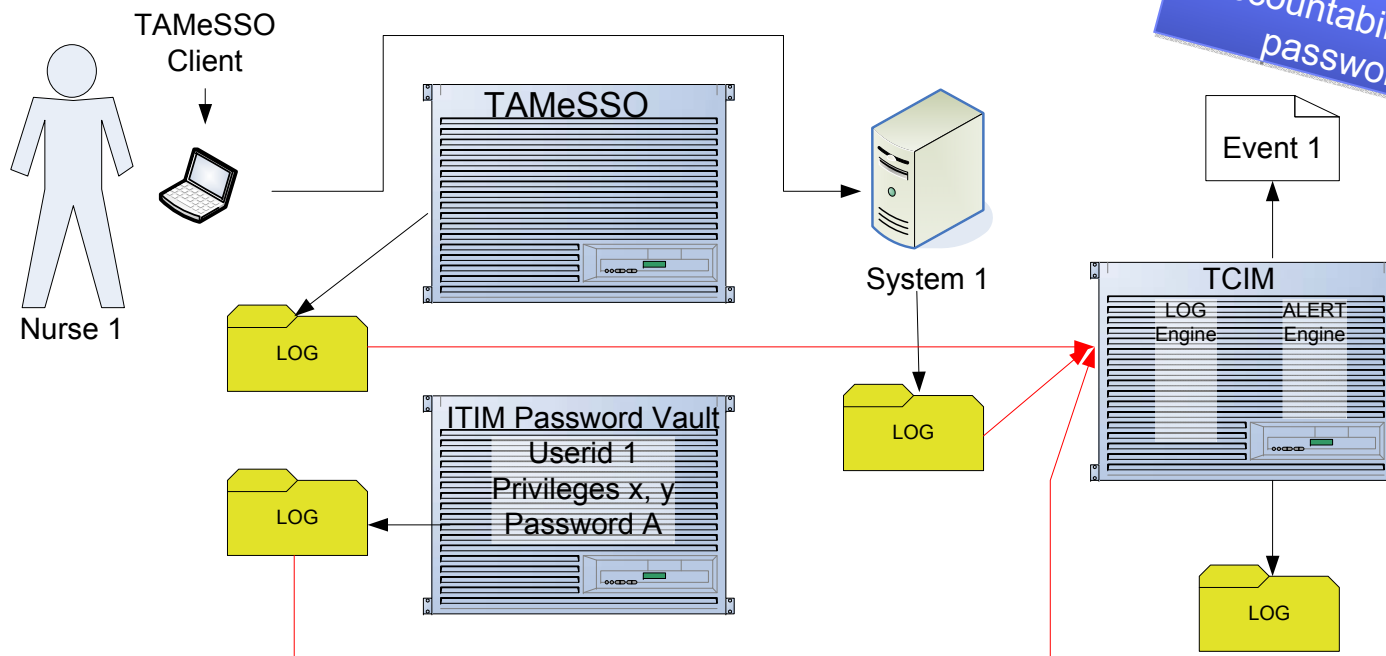 TAMeSSO
Client
Nurse 1
TAMeSSO
System 1
Event 1
TCIM
LOG
Engine
ALERT
Engine
LOG
LOG
ITIM Password Vault
Userid 1
Privileges x, y
Password A
LOG
LOG